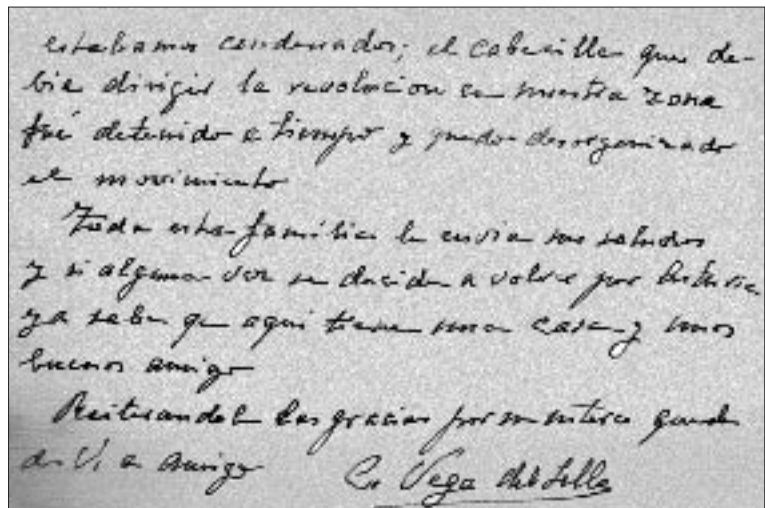 estabamos condenados; el cabecilla que de-
bia dirigir la revolucion en nuestra zona
fué detenido a tiempo y quedo desorganizado
el movimiento
Toda esta familia le envia sus saludos
y si alguna vez se decide a volver por Asturias
ya sabe que aqui tiene una casa y unos
buenos amigos
Reiterandole las gracias por su interes queda
de V. a amigo
C. Vega del Sella